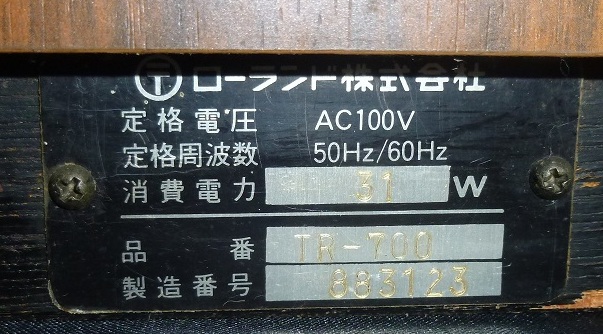 〒 ローランド株式会社
定格電圧 AC100V
定格周波数 50Hz/60Hz
消費電力 31 W
品番 TR-700
製造番号 883123